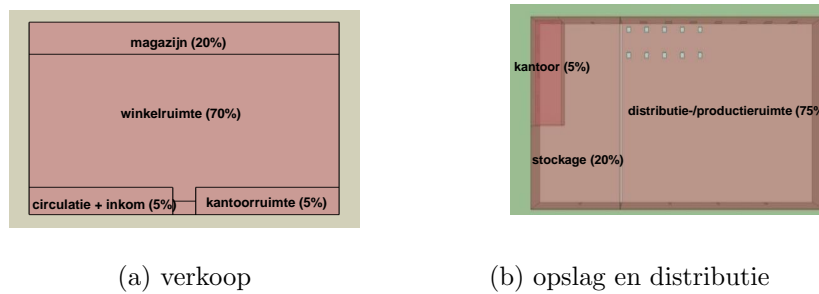 magazijn (20%)
winkelruimte (70%)
circulatie + inkom (5%)
kantoorruimte (5%)
kantoor (5%)
distributie-/productieruimte (75%
stockage (20%)
(a) verkoop
(b) opslag en distributie